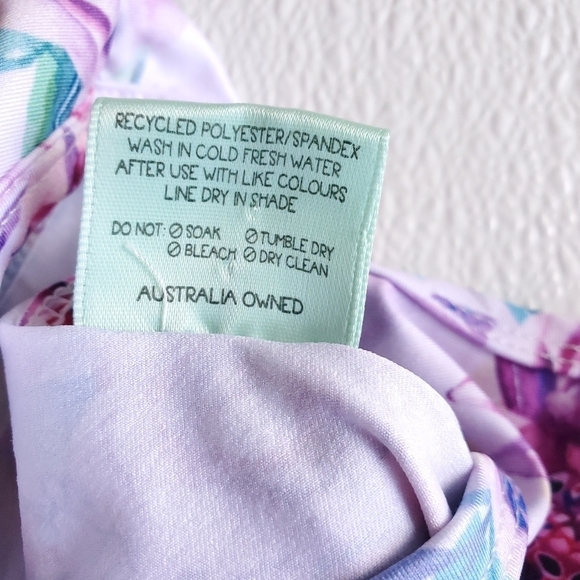 RECYCLED POLYESTER/SPANDEX
WASH IN COLD FRESH WATER
AFTER USE WITH LIKE COLOURS
LINE DRY IN SHADE
DO NOT: ⊘ SOAK ⊘ TUMBLE DRY
⊘ BLEACH ⊘ DRY CLEAN
AUSTRALIA OWNED